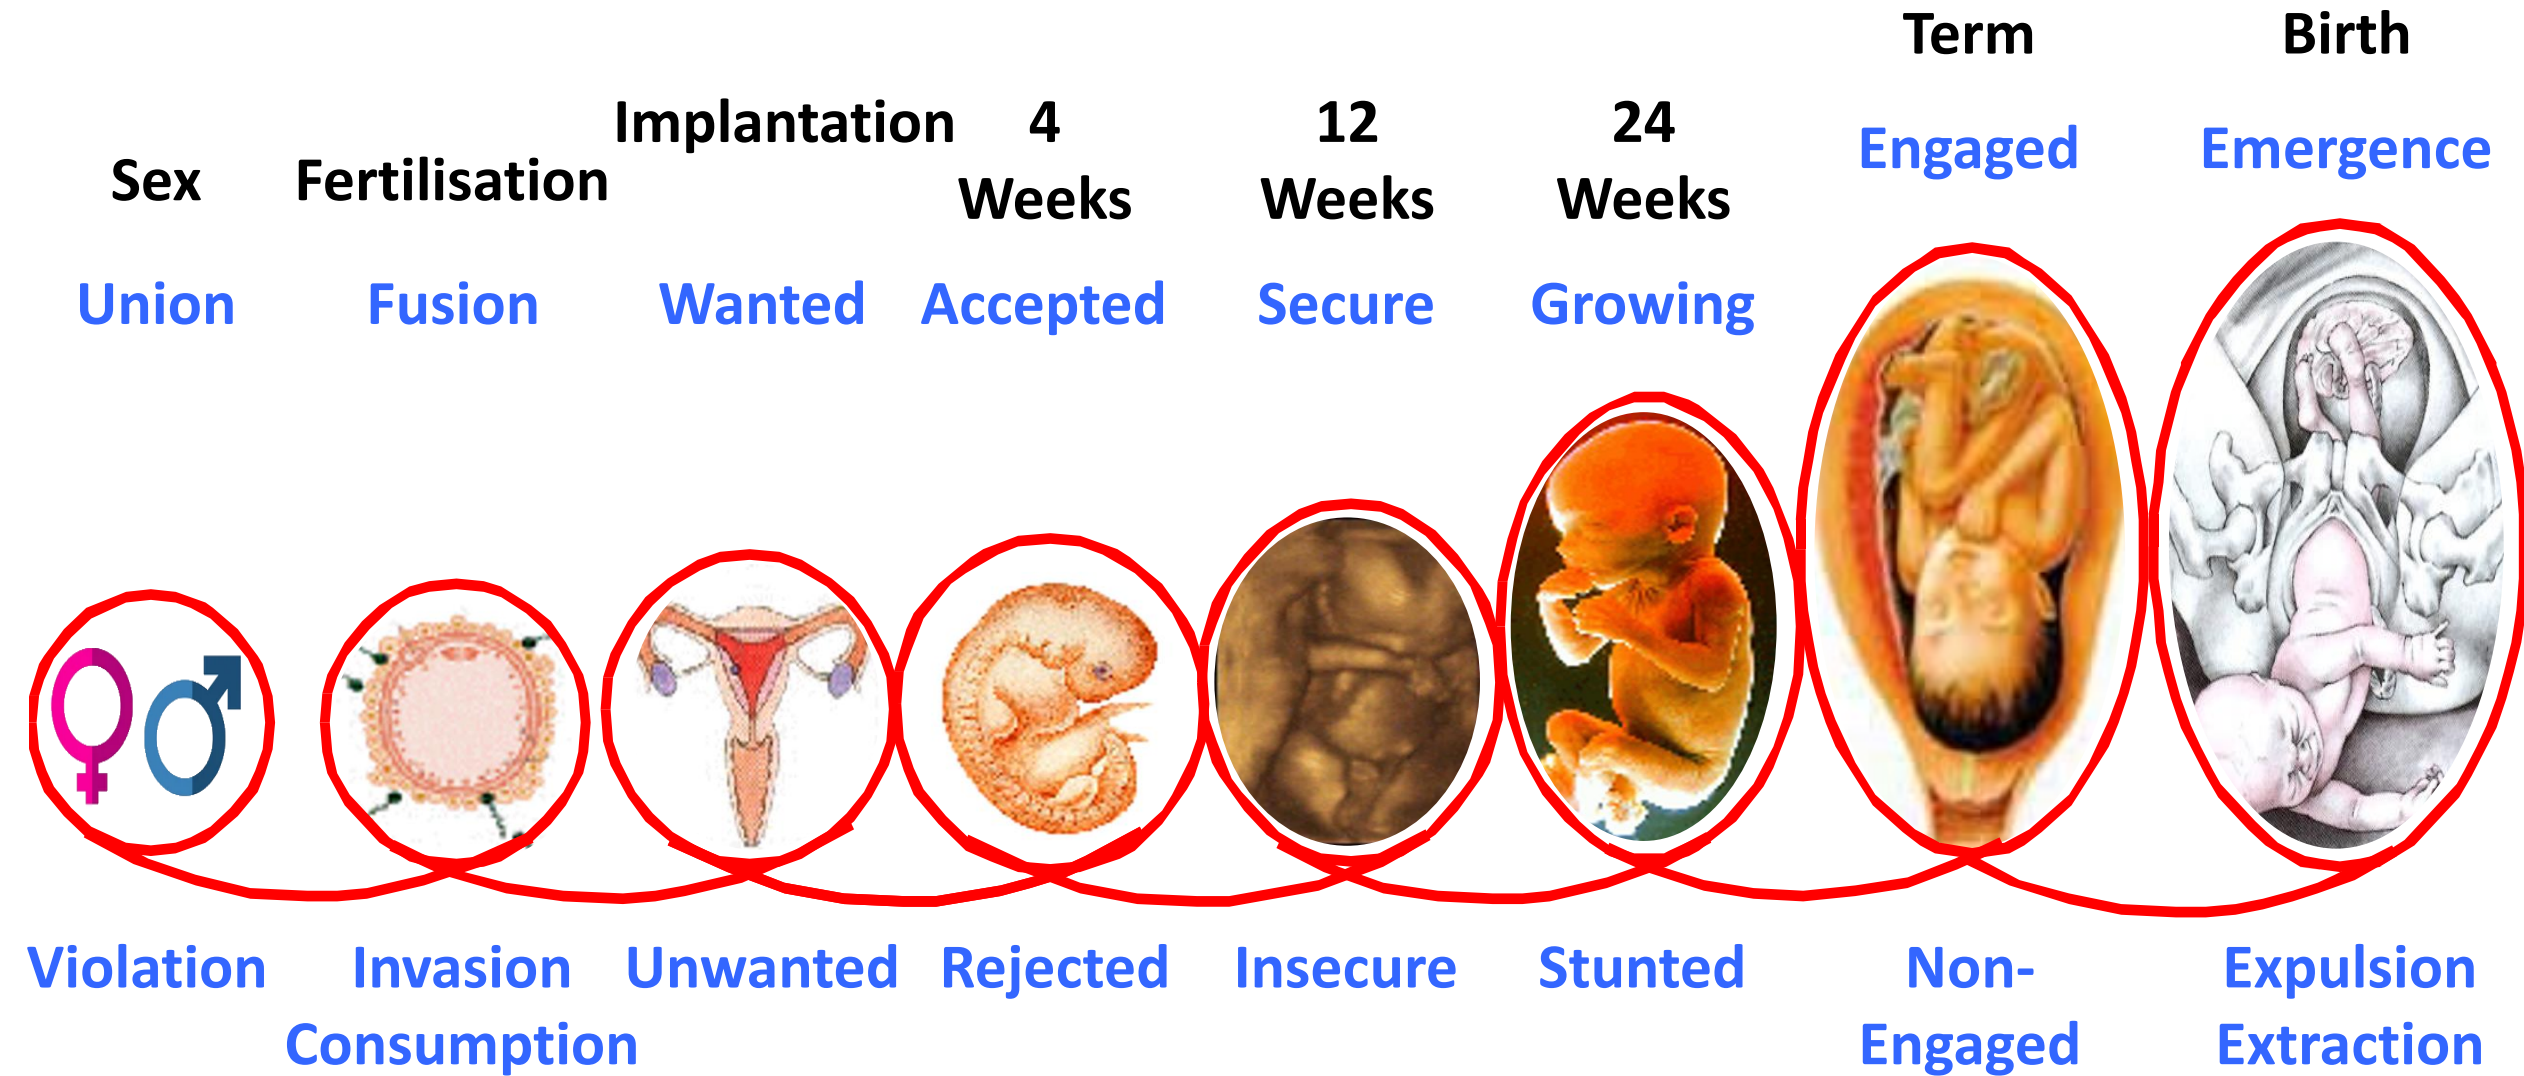 Sex
Union
Fertilisation
Fusion
Implantation
Wanted
4
Weeks
Accepted
12
Weeks
Secure
24
Weeks
Growing
Term
Engaged
Birth
Emergence
Violation
Invasion
Consumption
Unwanted
Rejected
Insecure
Stunted
Non-
Engaged
Expulsion
Extraction